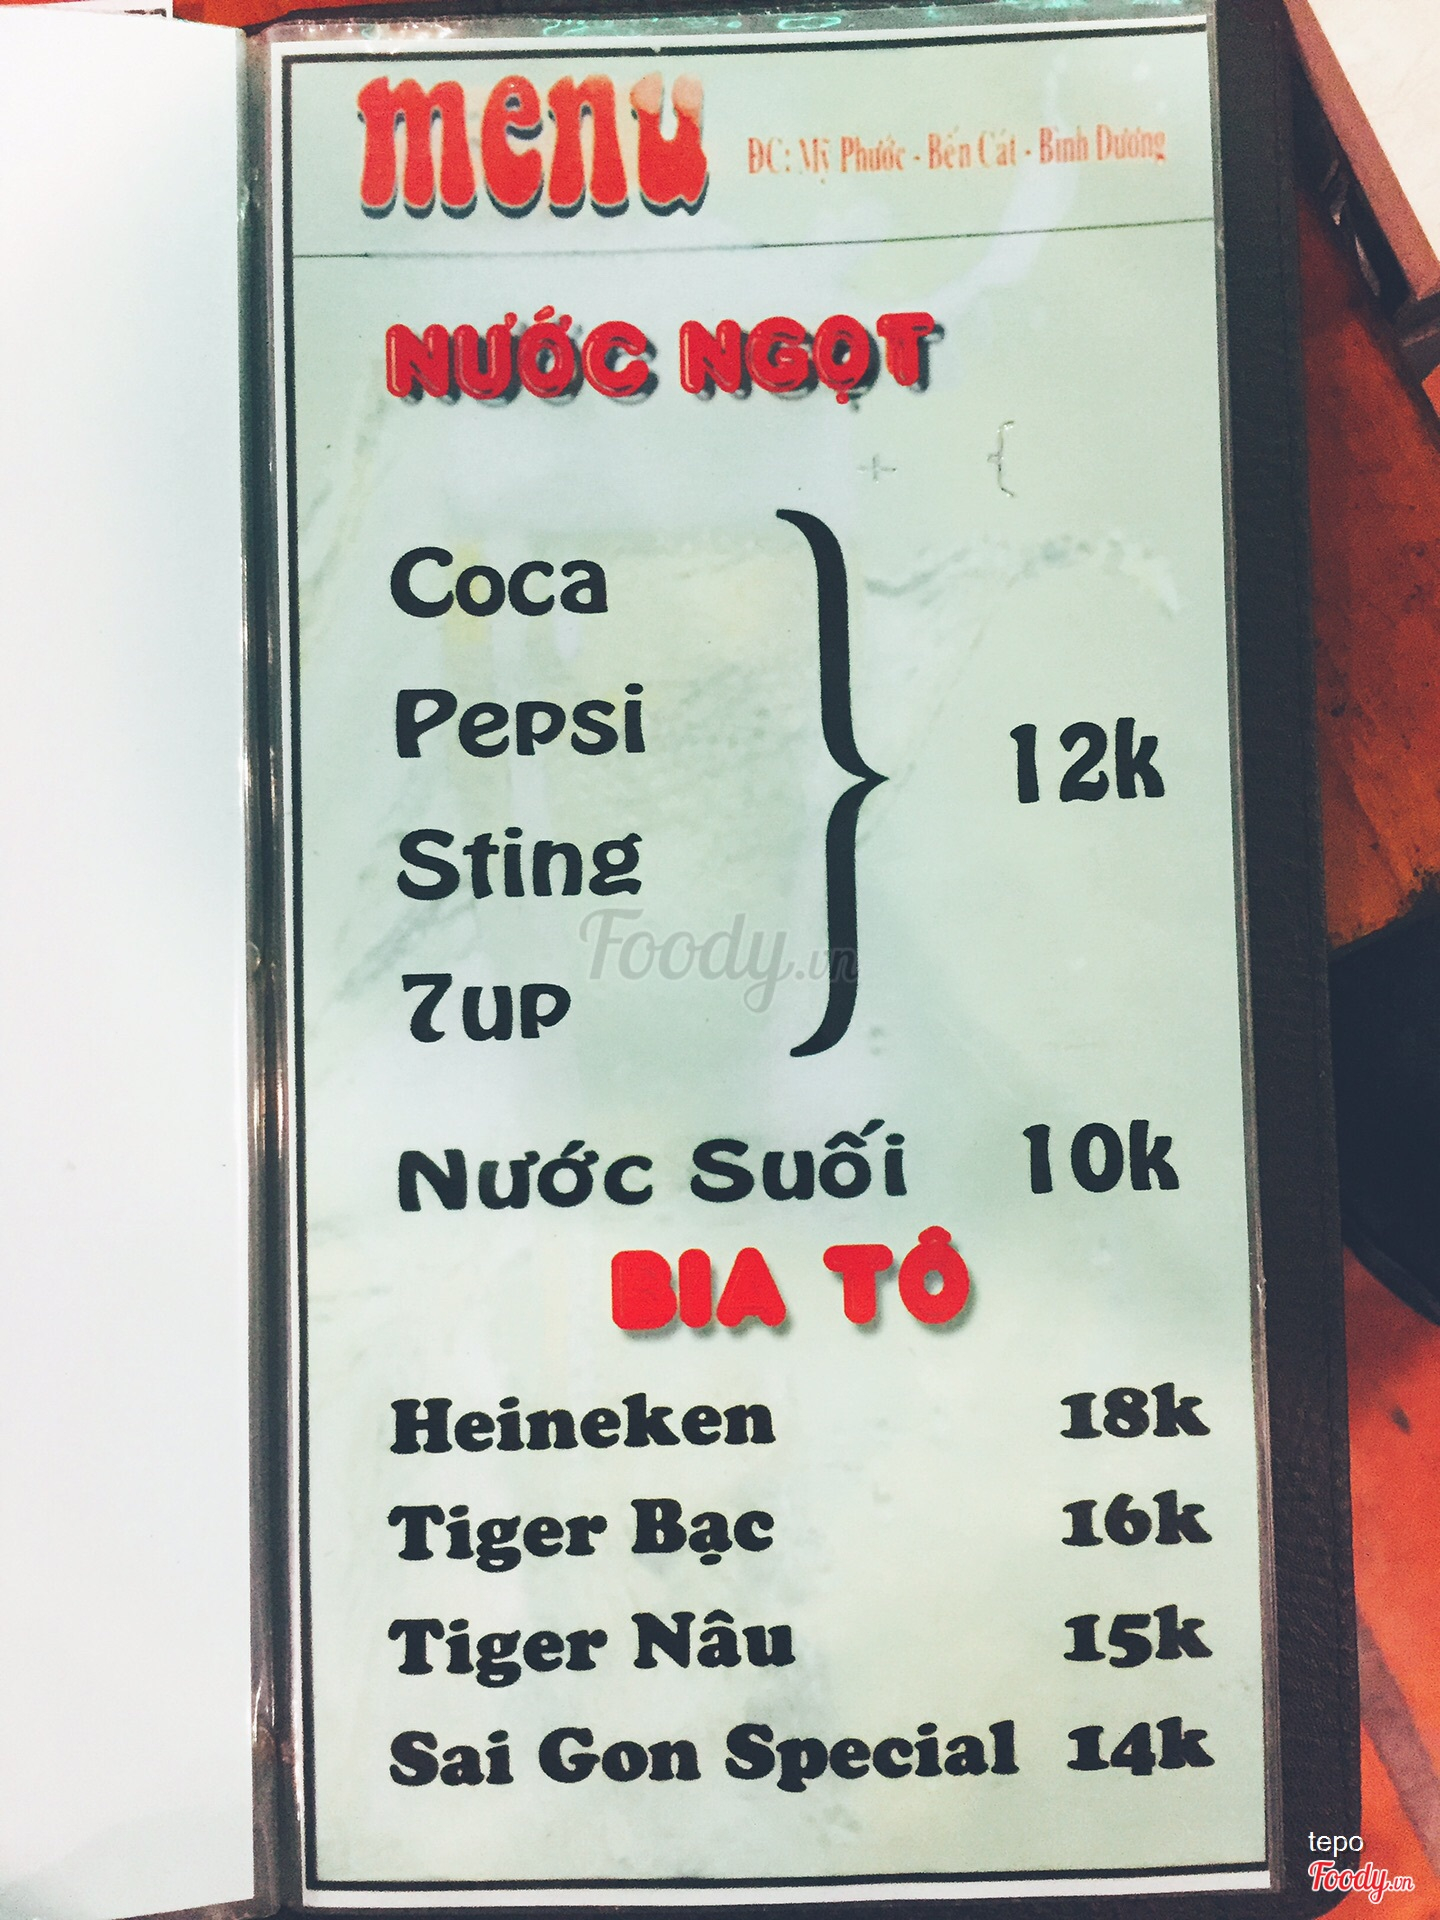 menu
ĐC: Mỹ Phước - Bến Cát - Bình Dương
NƯỚC NGỌT
+ {
Coca
Pepsi
Sting
7up
} 12k
Foody.vn
Nước Suối 10k
BIA TÔ
Heineken 18k
Tiger Bạc 16k
Tiger Nâu 15k
Sai Gon Special 14k
tepo
Foody.vn